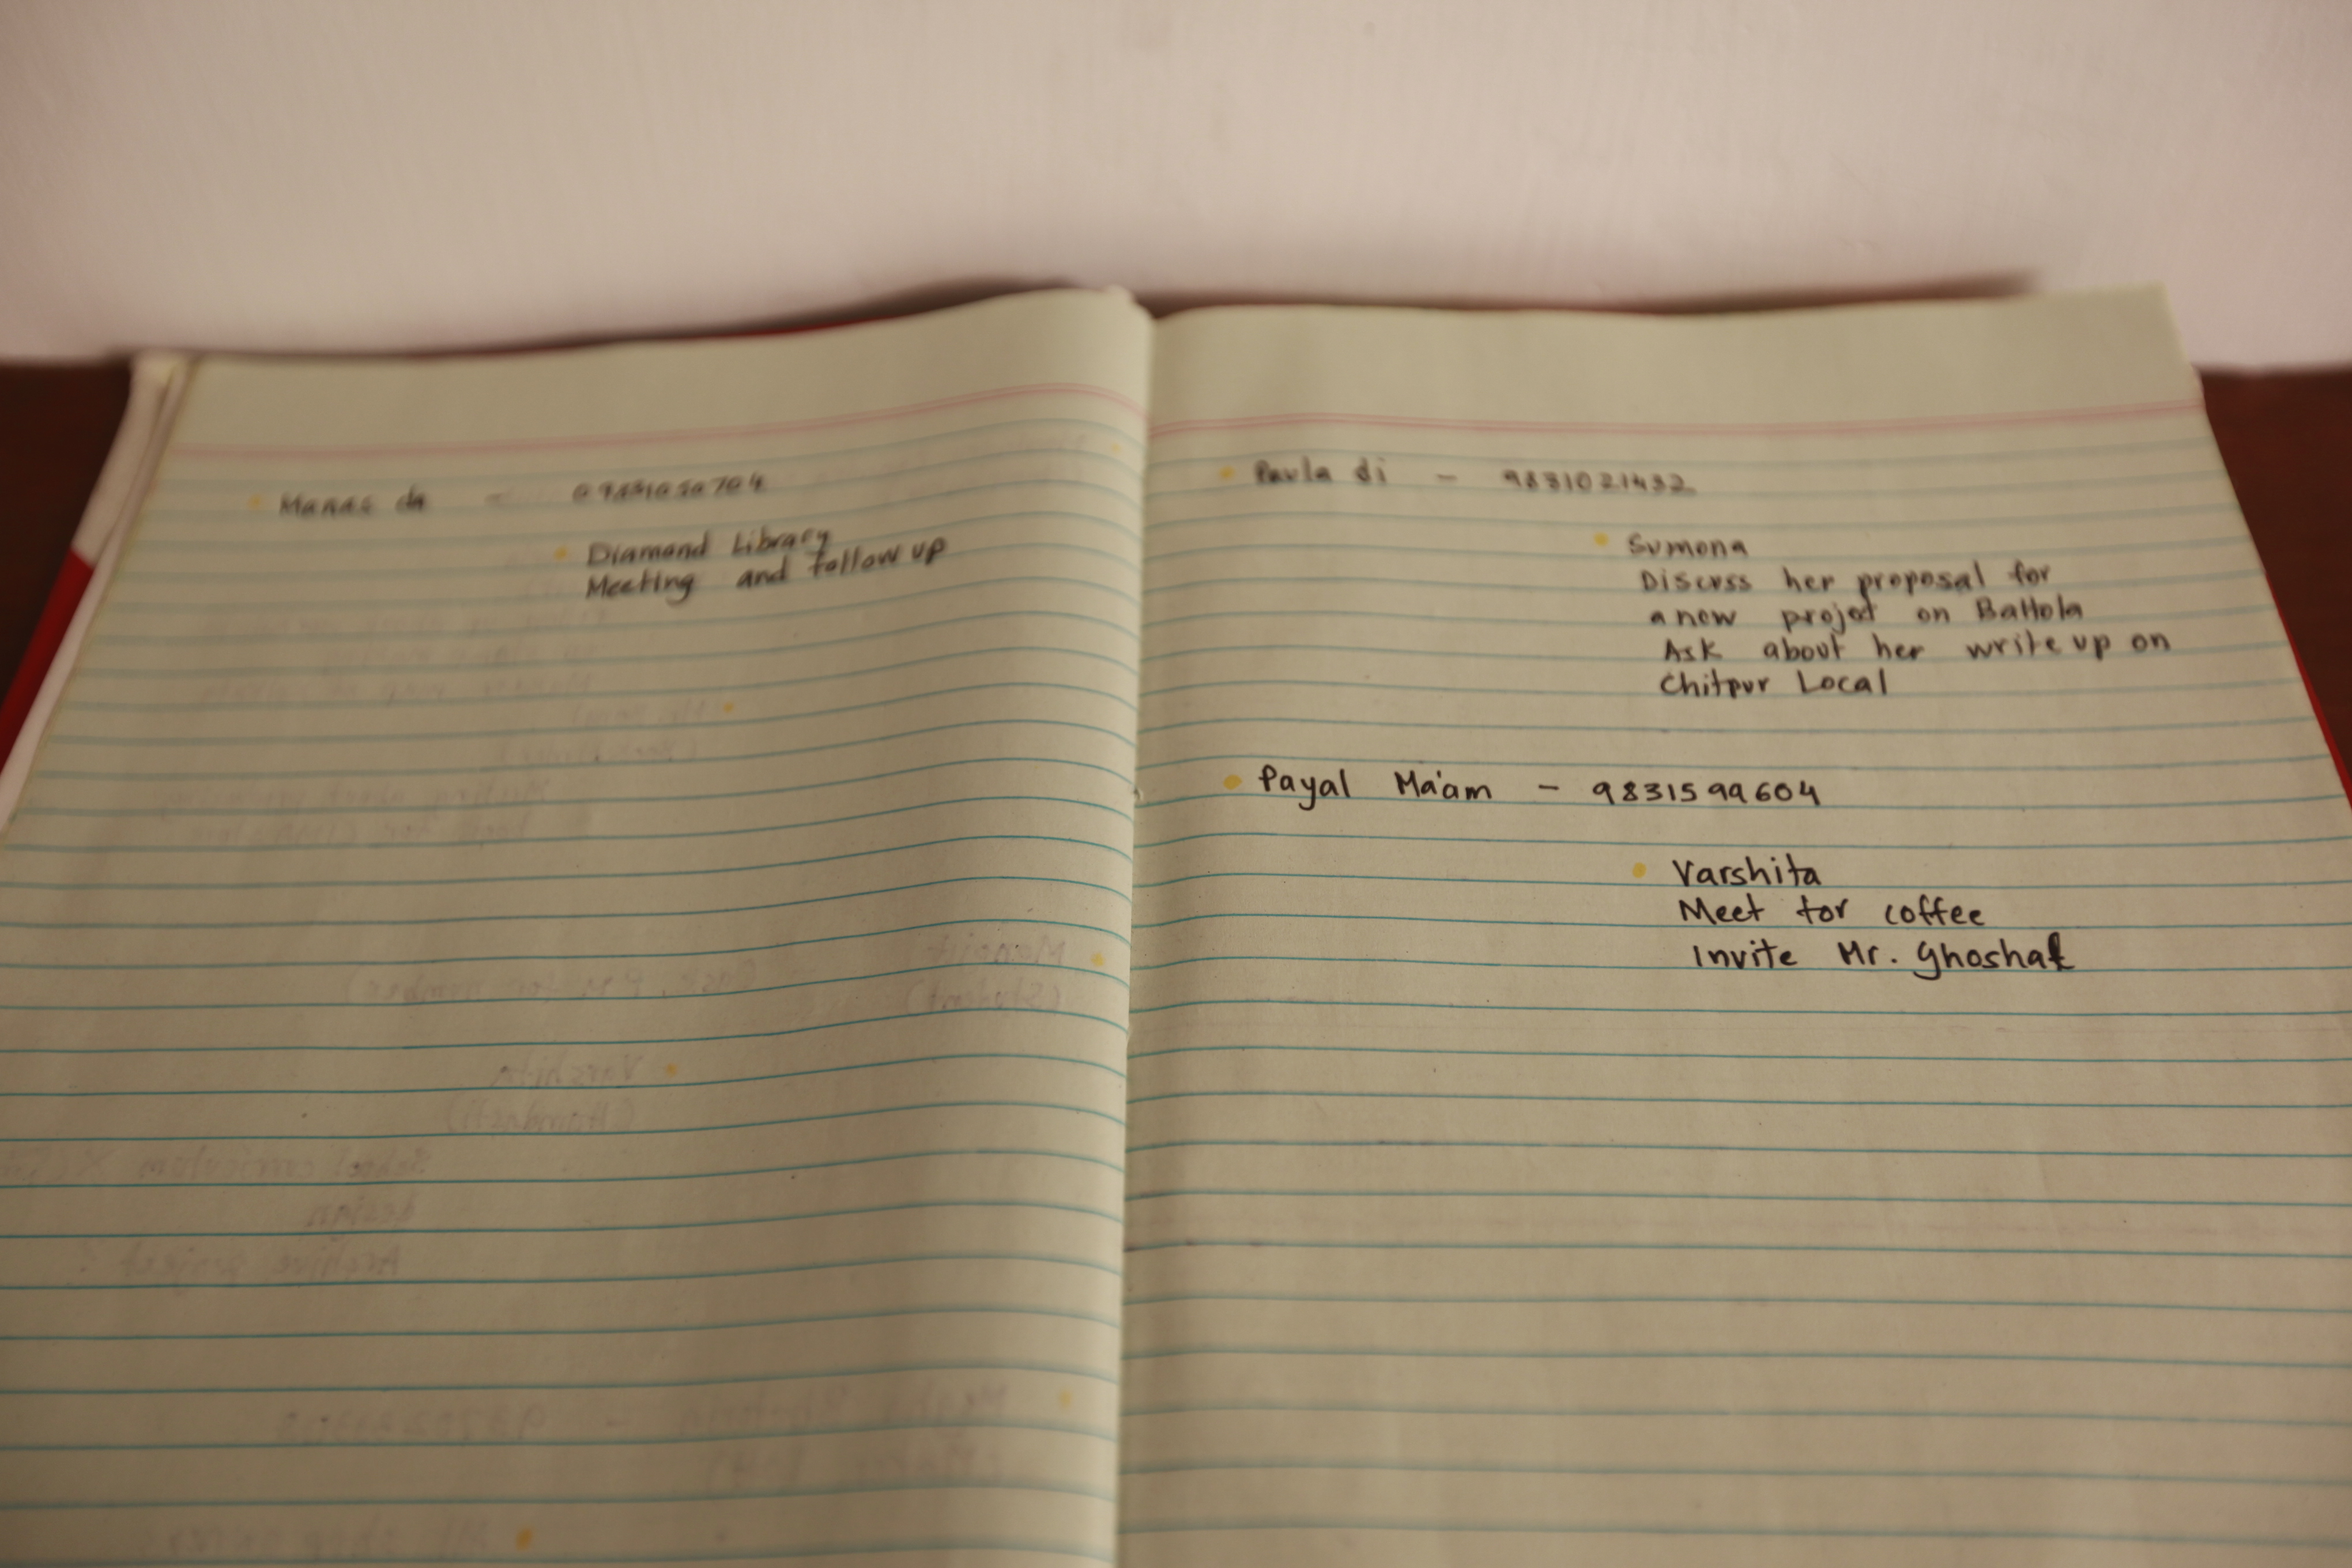 Manas da -
Diamond Library
Meeting and follow up
Paula di - 9831021432
Sumona
Discuss her proposal for
a new projet on Battola
Ask about her write up on
Chitpur Local
Payal Ma'am - 9831599604
Varshita
Meet for coffee
Invite Mr. Ghoshal